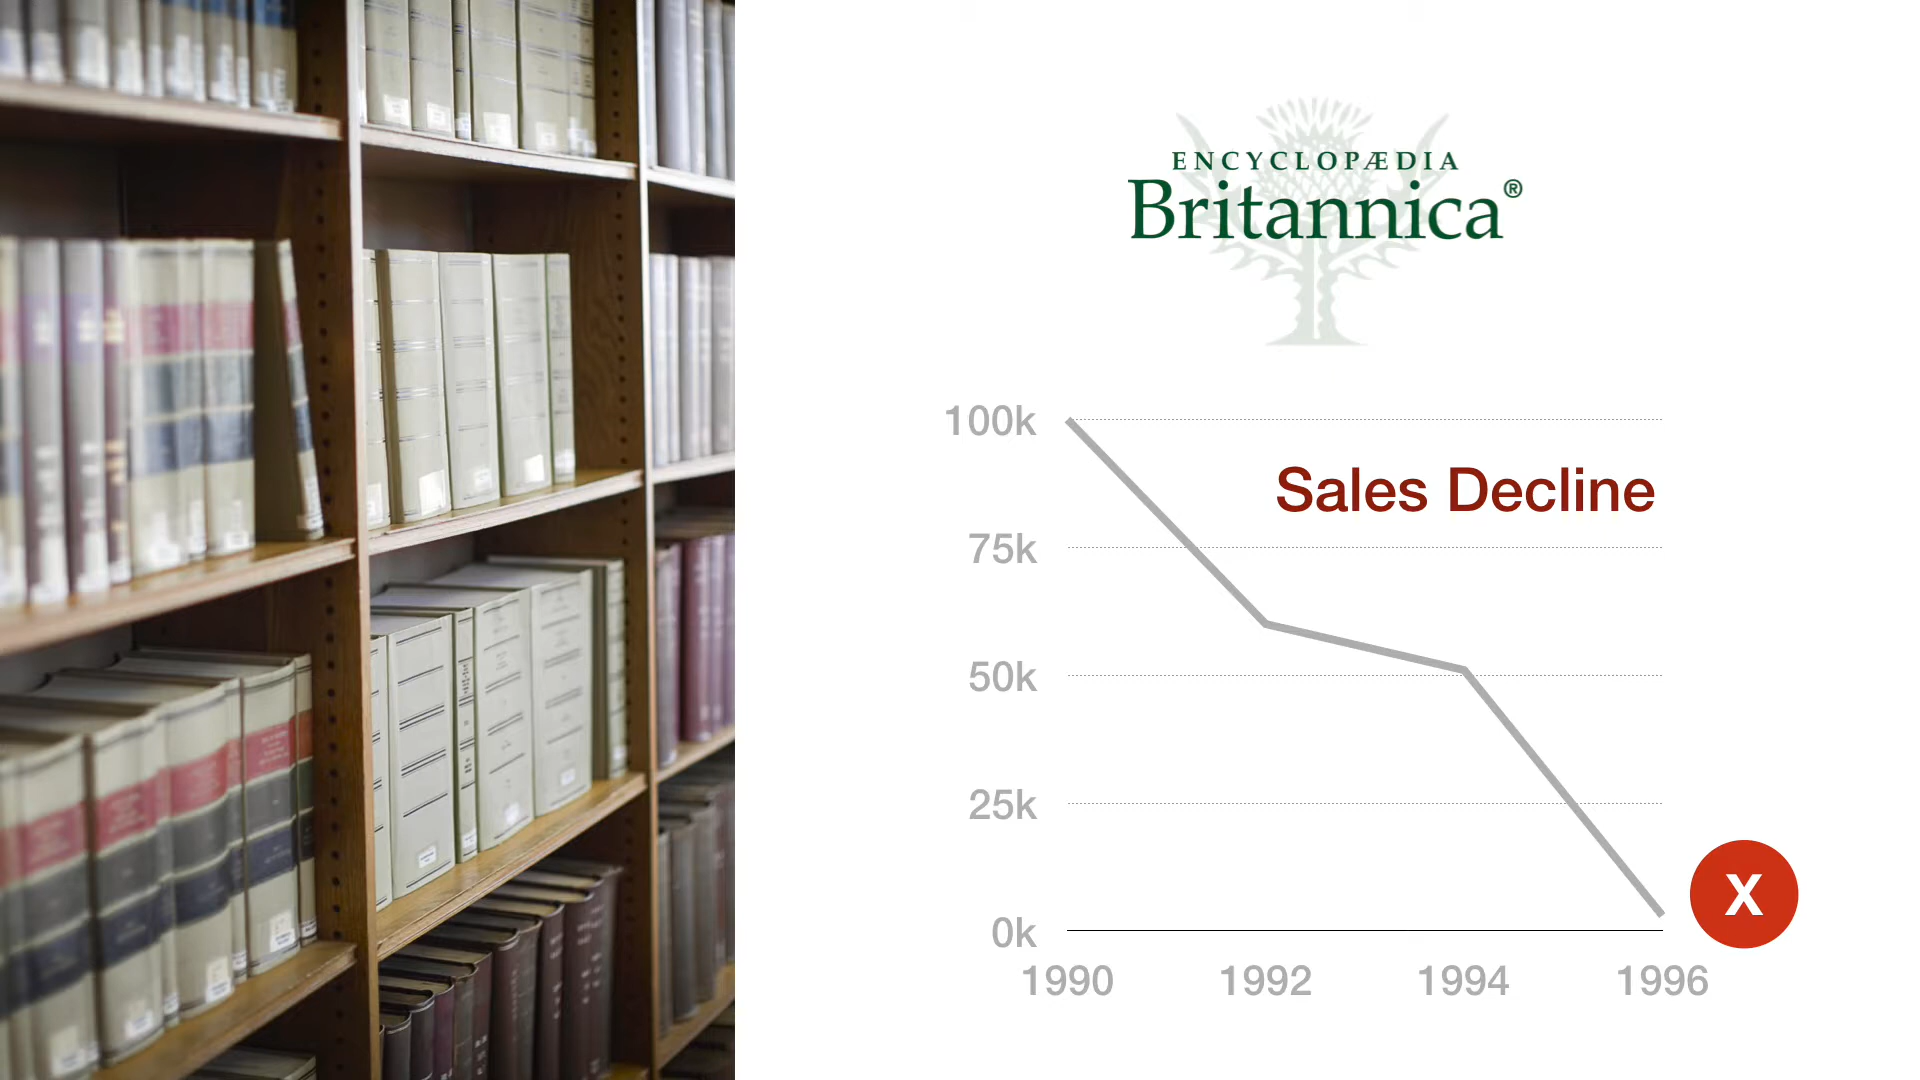 ENCYCLOPÆDIA
Britannica®
Sales Decline
100k
75k
50k
25k
0k
1990 1992 1994 1996
X